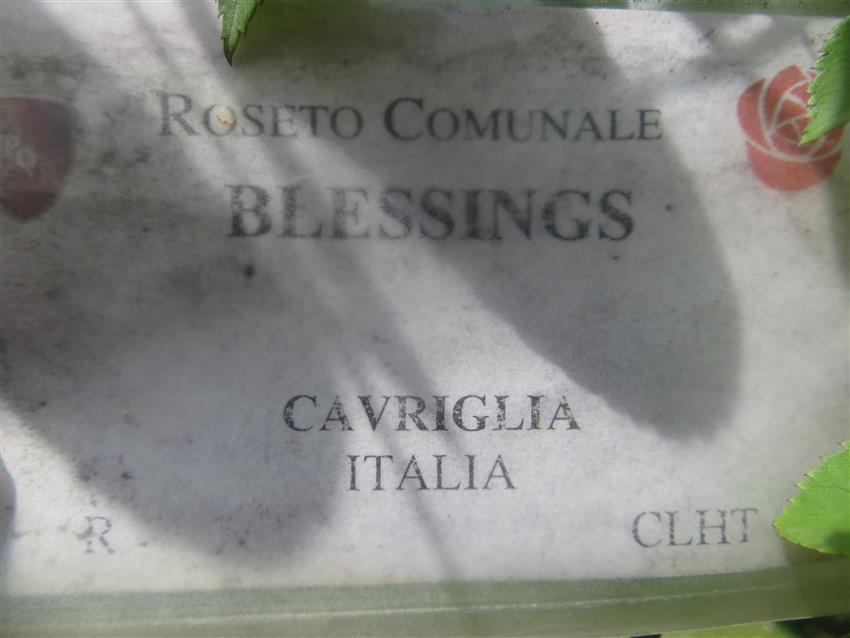 ROSETO COMUNALE
BLESSINGS
CAVRIGLIA
ITALIA
R CLHT